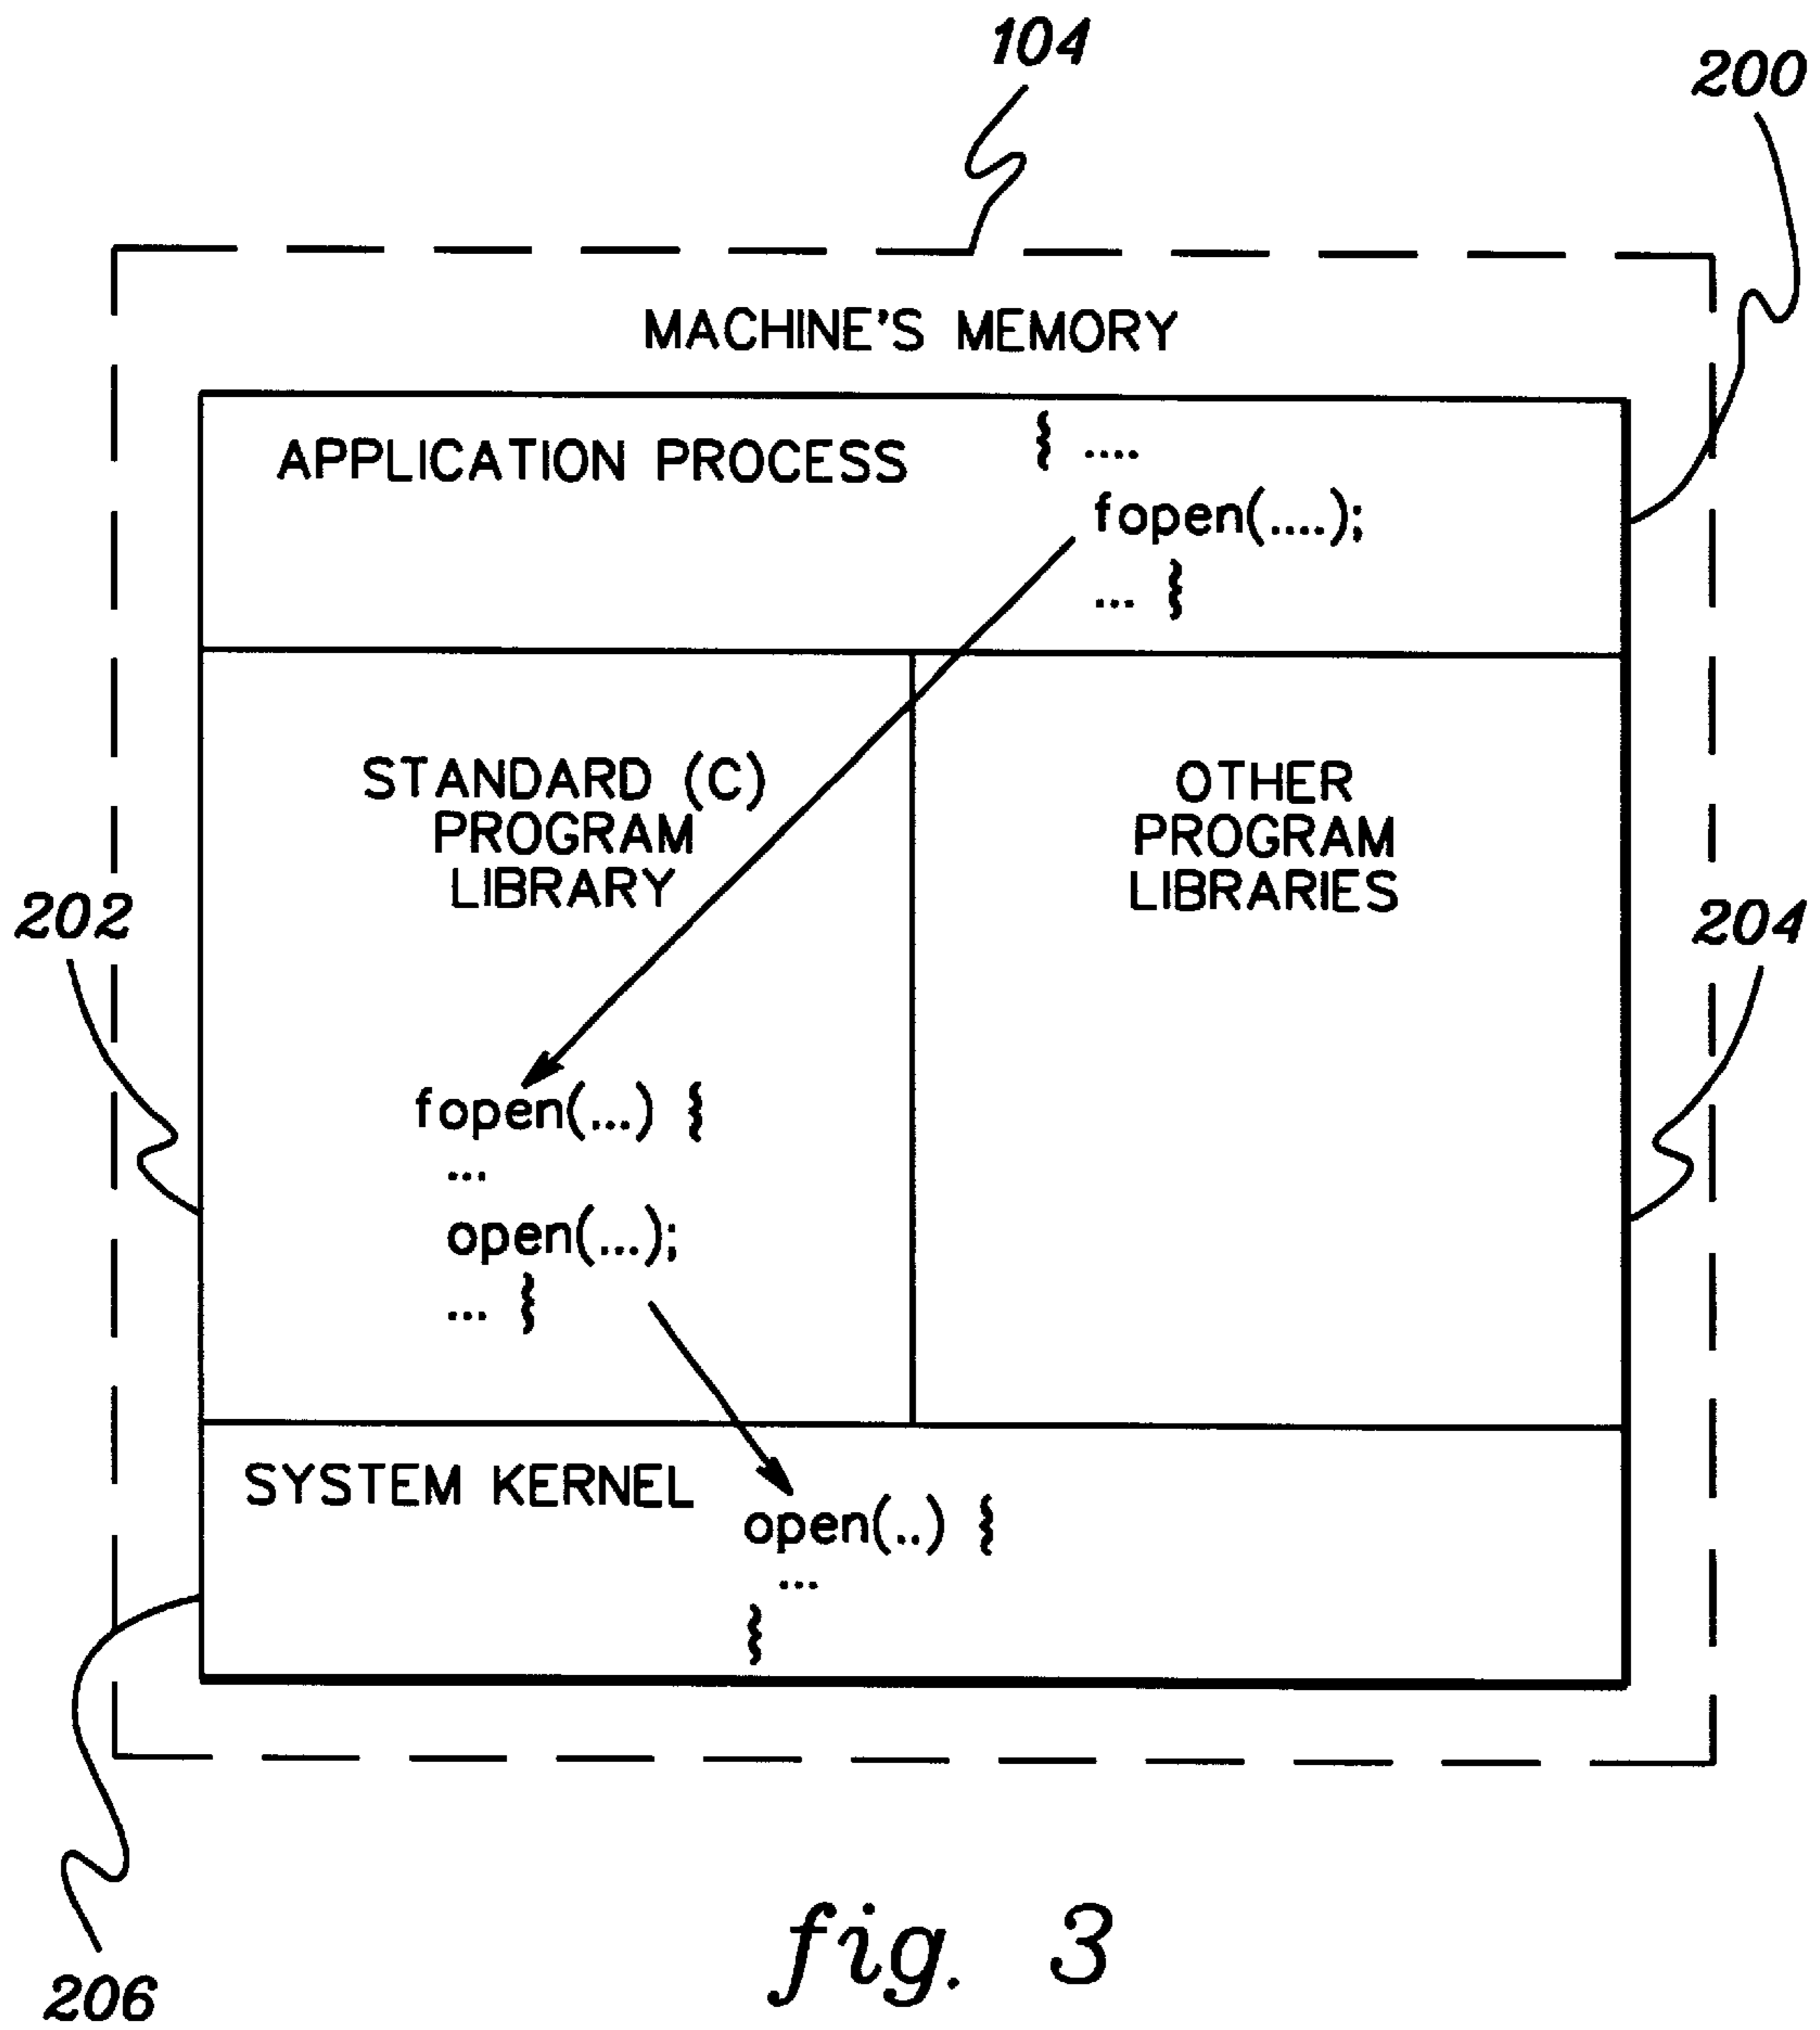 104
200
MACHINE'S MEMORY
APPLICATION PROCESS
{ ....
fopen(....);
... }
STANDARD (C)
PROGRAM
LIBRARY
OTHER
PROGRAM
LIBRARIES
202
204
fopen(...) {
...
open(...);
... }
SYSTEM KERNEL
open(..) {
...
}
206
fig. 3